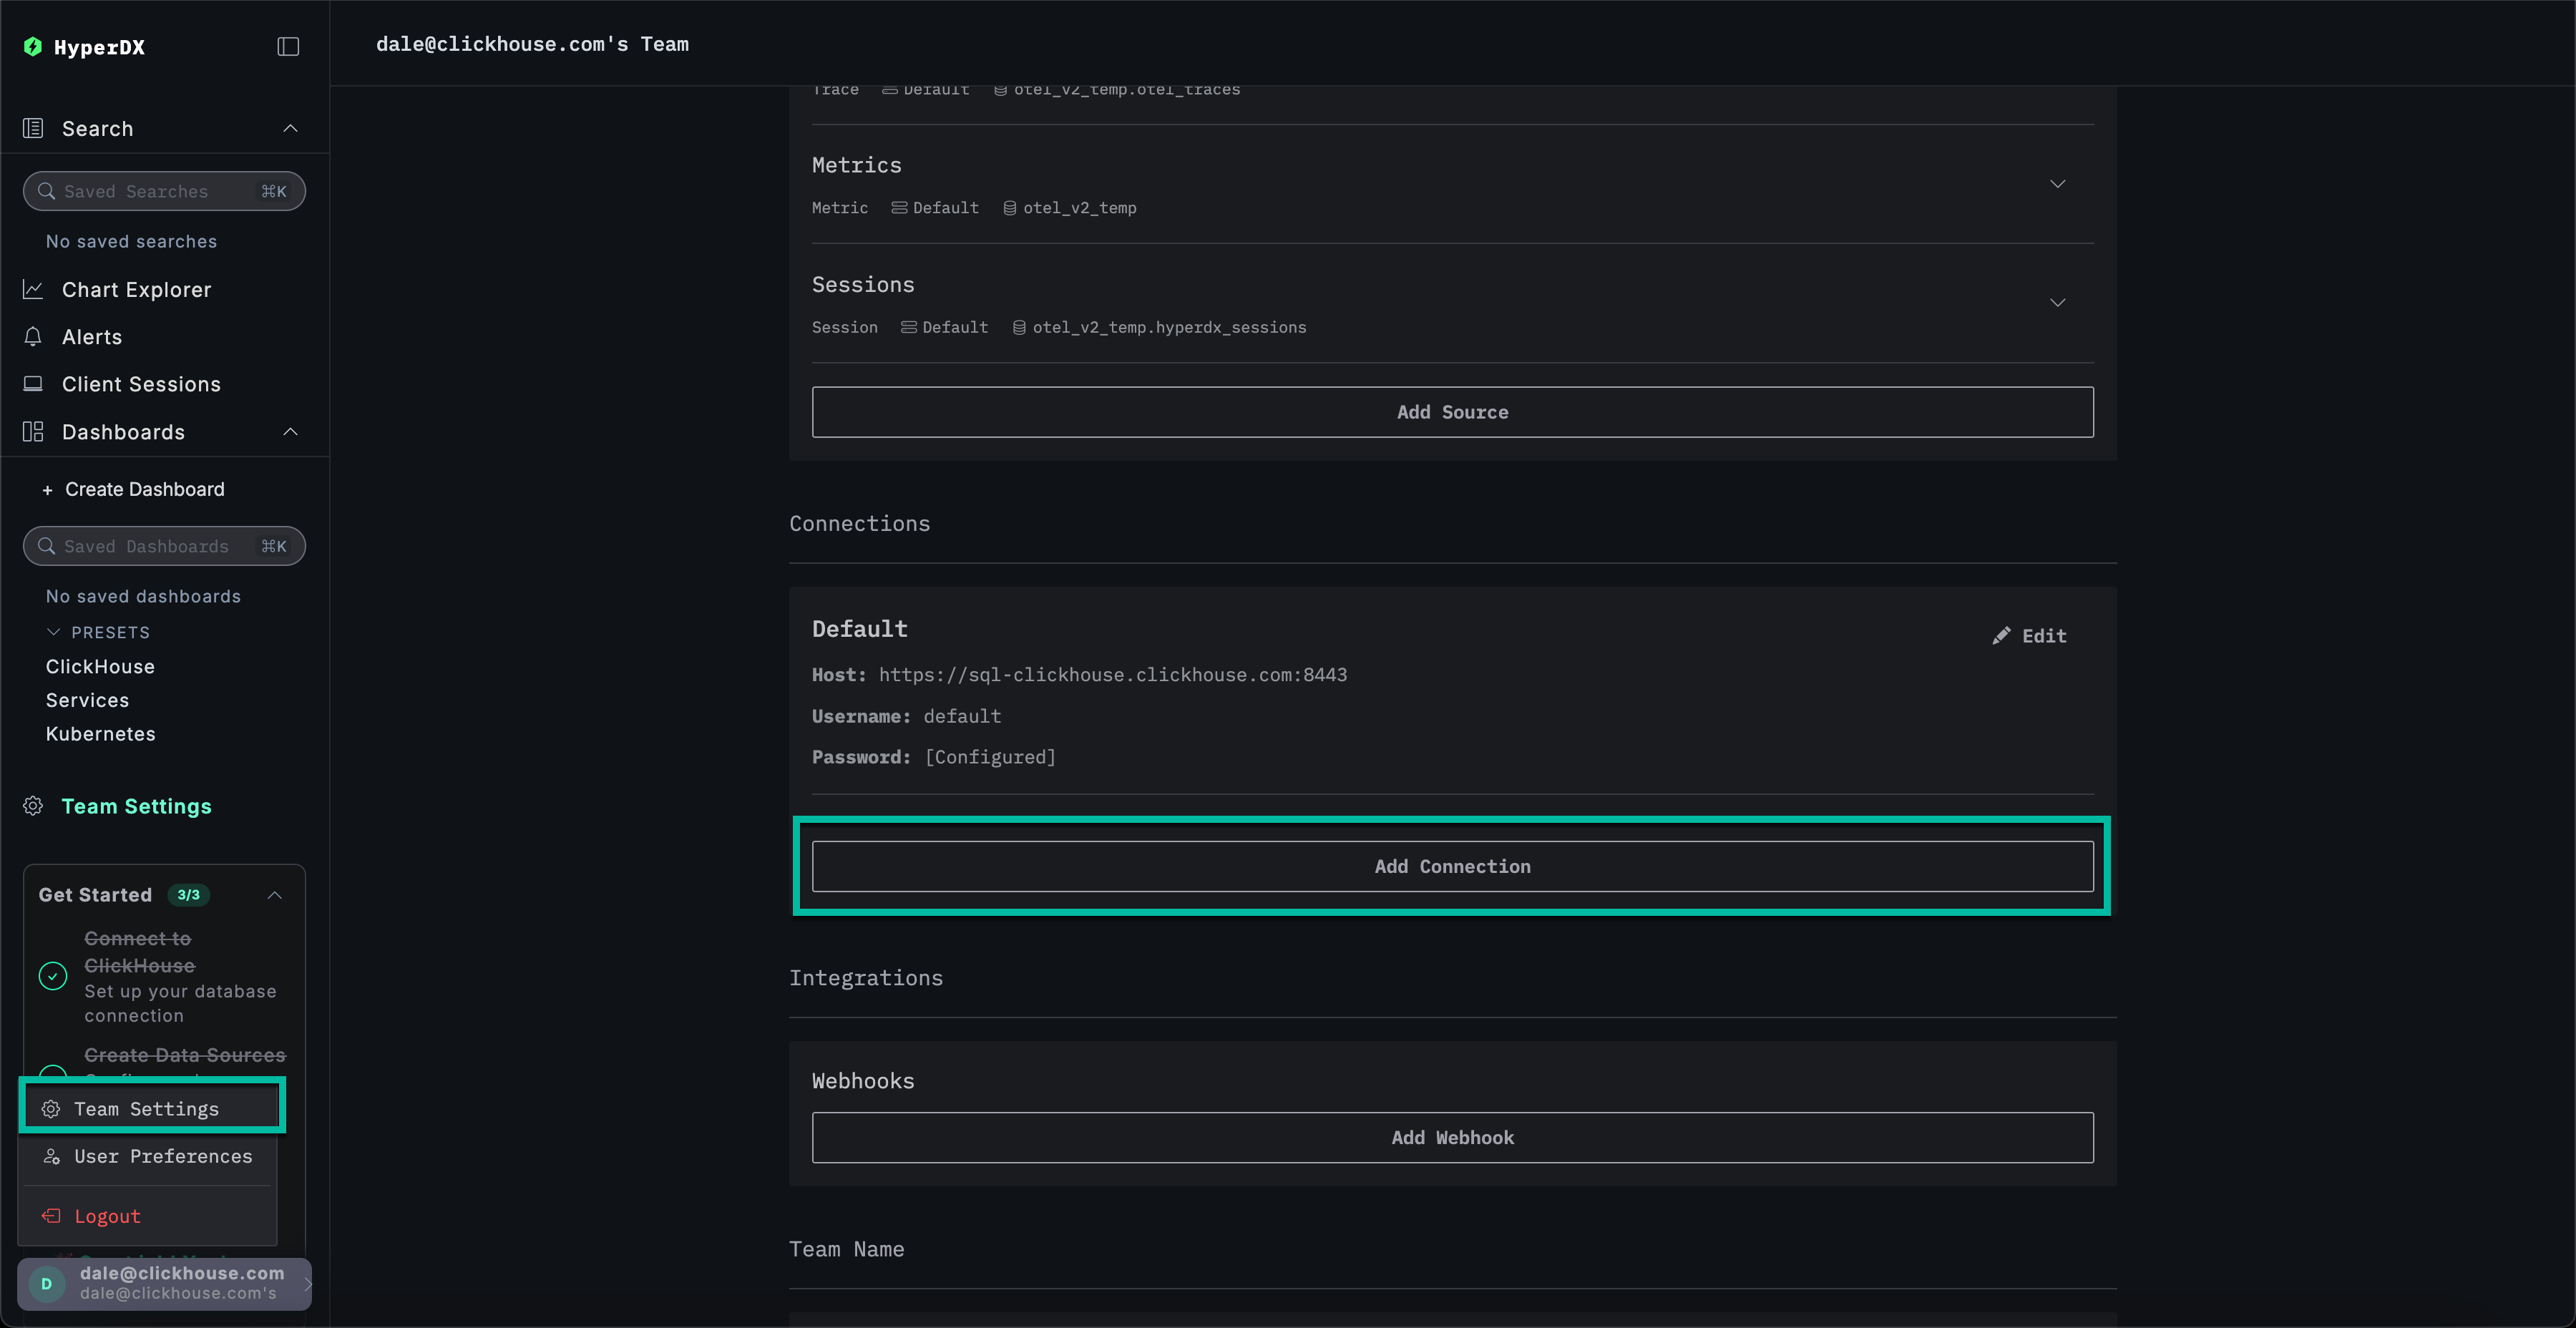 HyperDX
Search
Saved Searches ⌘K
No saved searches
Chart Explorer
Alerts
Client Sessions
Dashboards
+ Create Dashboard
Saved Dashboards ⌘K
No saved dashboards
PRESETS
ClickHouse
Services
Kubernetes
Team Settings
Get Started 3/3
Connect to
ClickHouse
Set up your database
connection
Create Data Sources
Team Settings
User Preferences
Logout
D
dale@clickhouse.com
dale@clickhouse.com's
dale@clickhouse.com's Team
Trace Default otel_v2_temp.otel_traces
Metrics
Metric Default otel_v2_temp
Sessions
Session Default otel_v2_temp.hyperdx_sessions
Add Source
Connections
Default
Edit
Host: https://sql-clickhouse.clickhouse.com:8443
Username: default
Password: [Configured]
Add Connection
Integrations
Webhooks
Add Webhook
Team Name